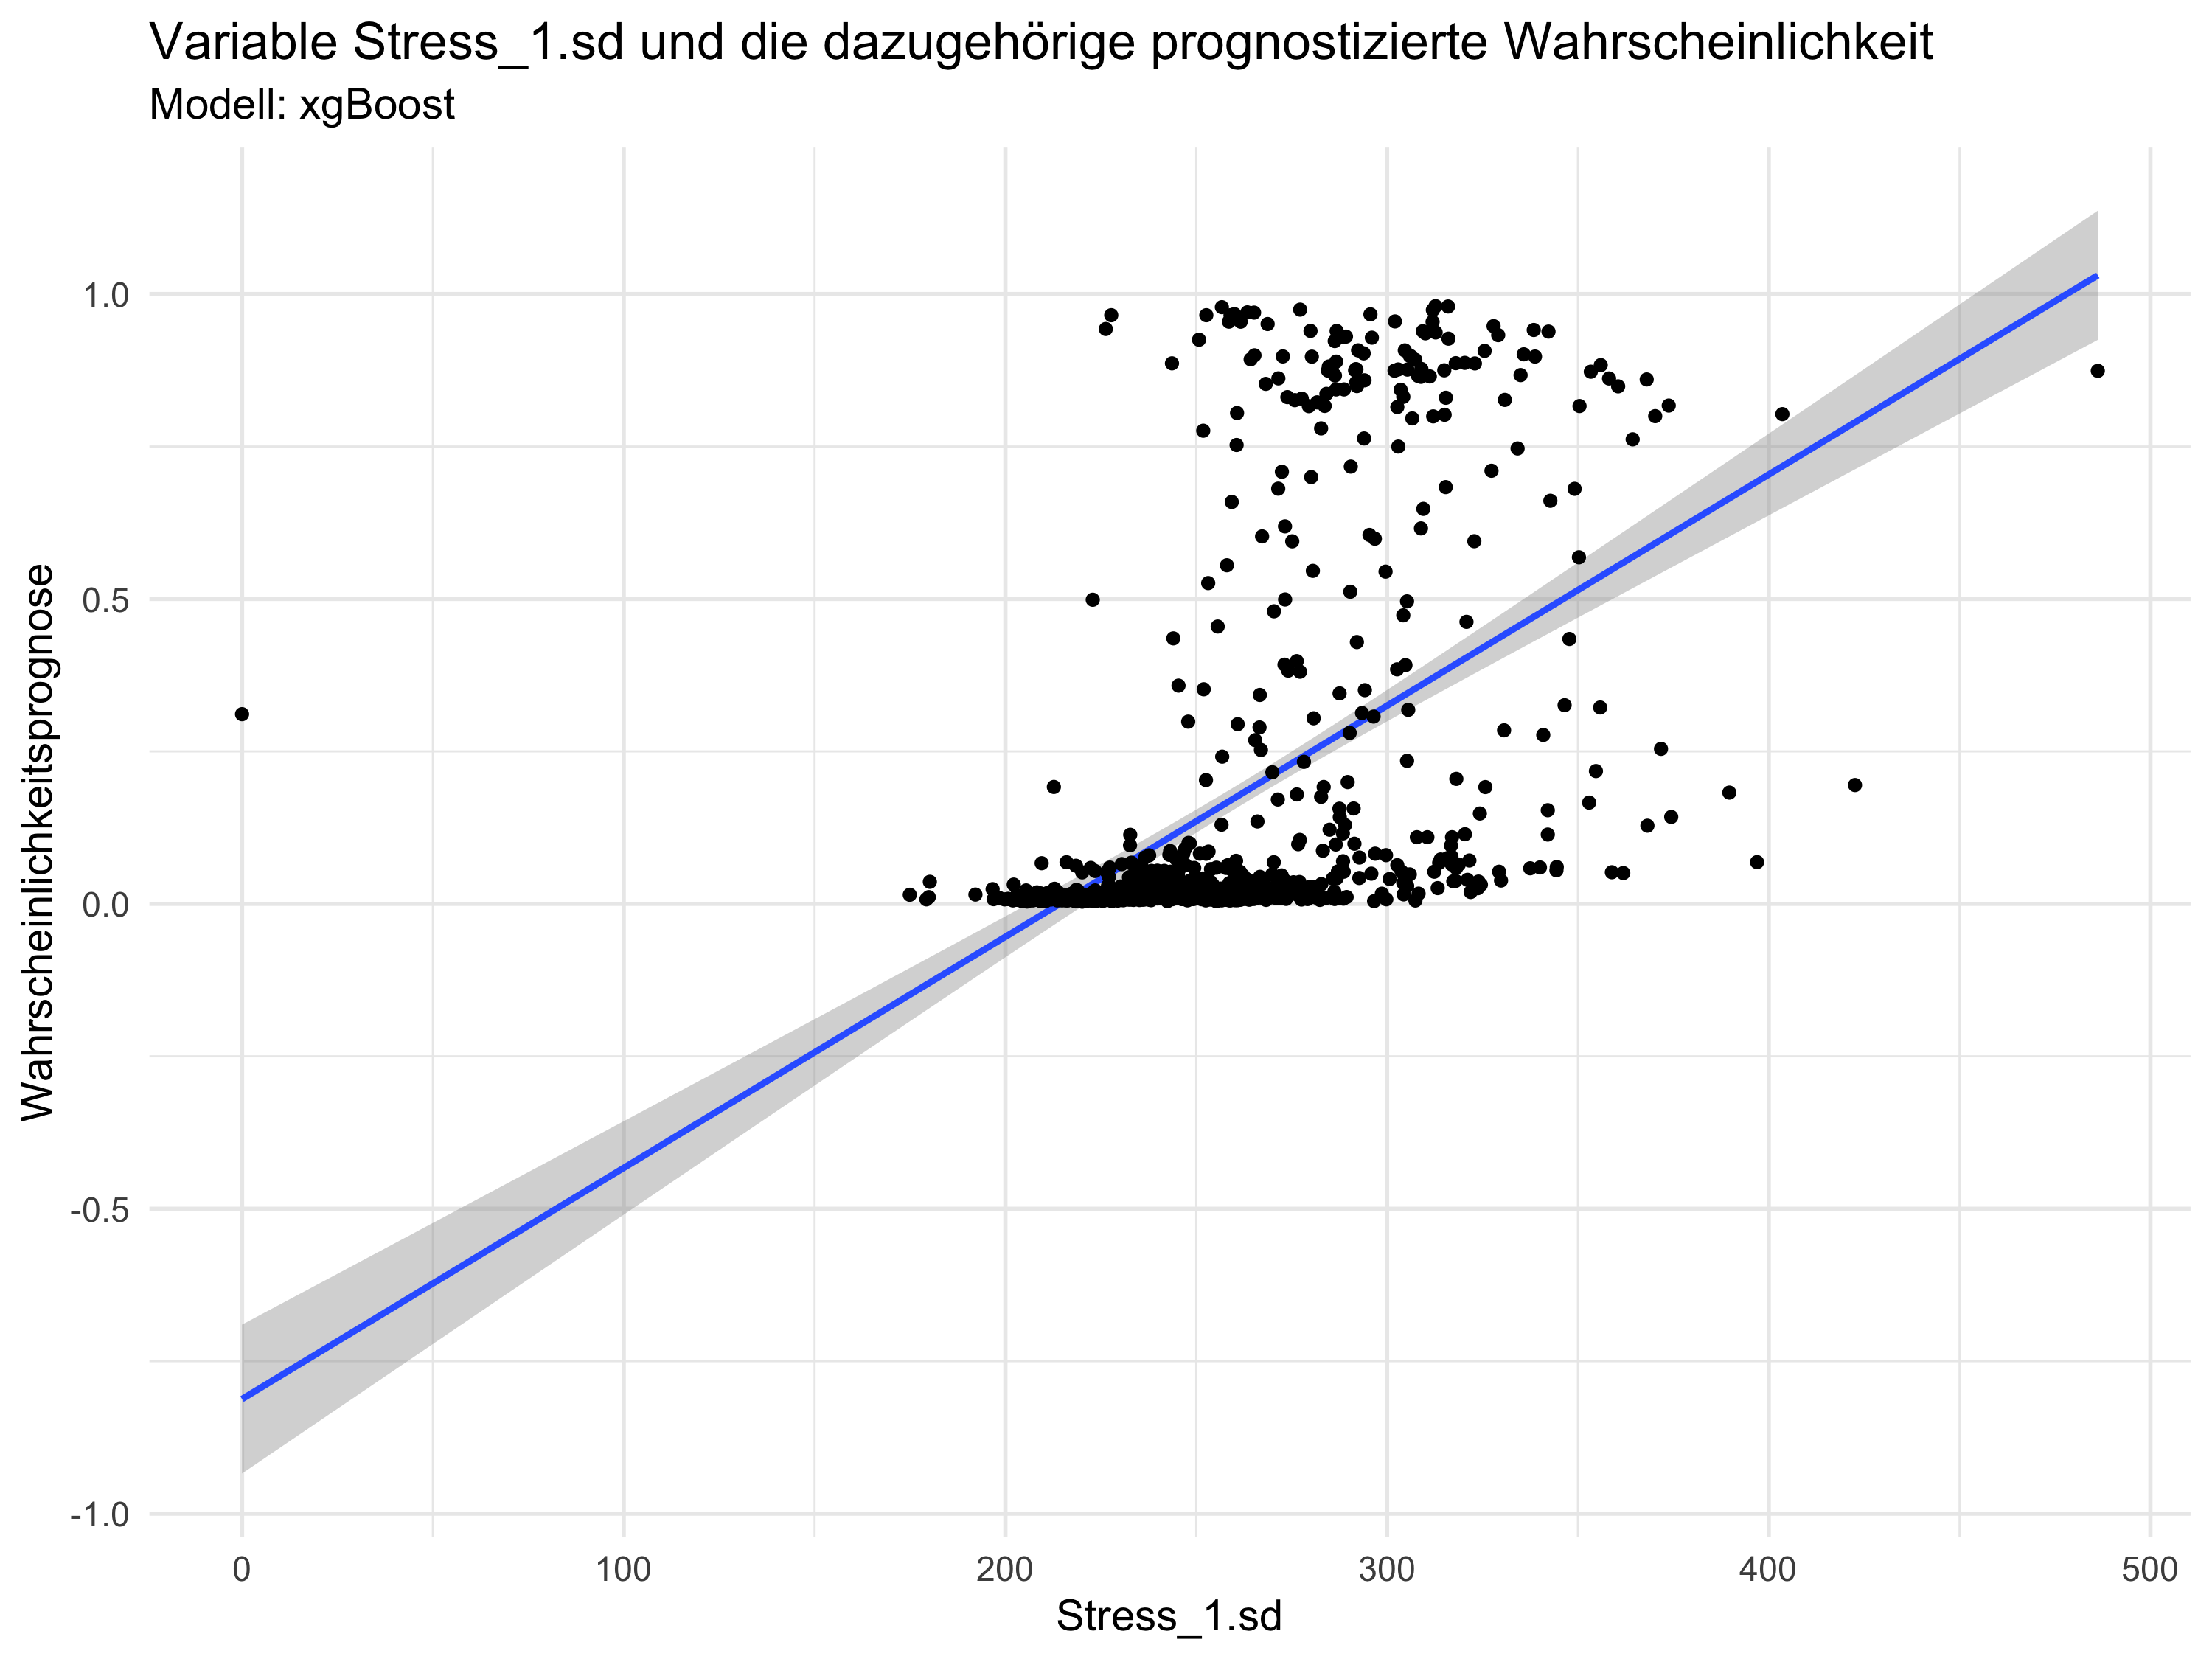 Variable Stress_1.sd und die dazugehörige prognostizierte Wahrscheinlichkeit
Modell: xgBoost
Wahrscheinlichkeitsprognose
1.0
0.5
0.0
-0.5
-1.0
0 100 200 300 400 500
Stress_1.sd